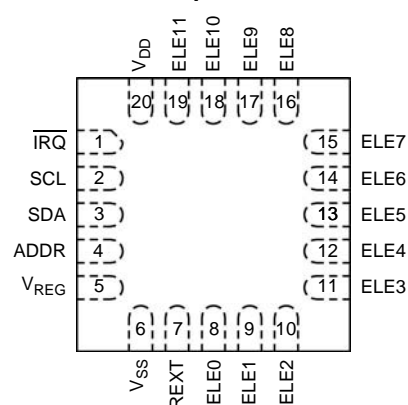 VDD ELE11 ELE10 ELE9 ELE8
20 19 18 17 16
IRQ 1 15 ELE7
SCL 2 14 ELE6
SDA 3 13 ELE5
ADDR 4 12 ELE4
VREG 5 11 ELE3
6 7 8 9 10
VSS REXT ELE0 ELE1 ELE2